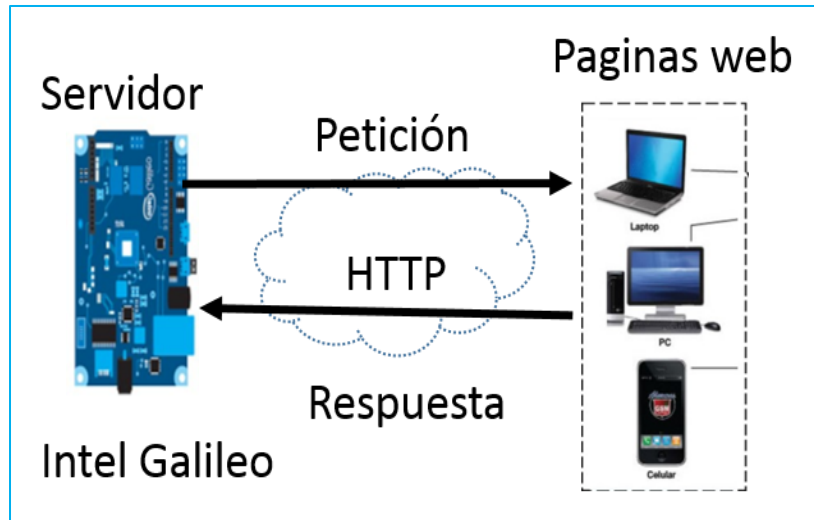 Paginas web
Servidor
Petición
Laptop
HTTP
PC
Respuesta
Intel Galileo
Celular